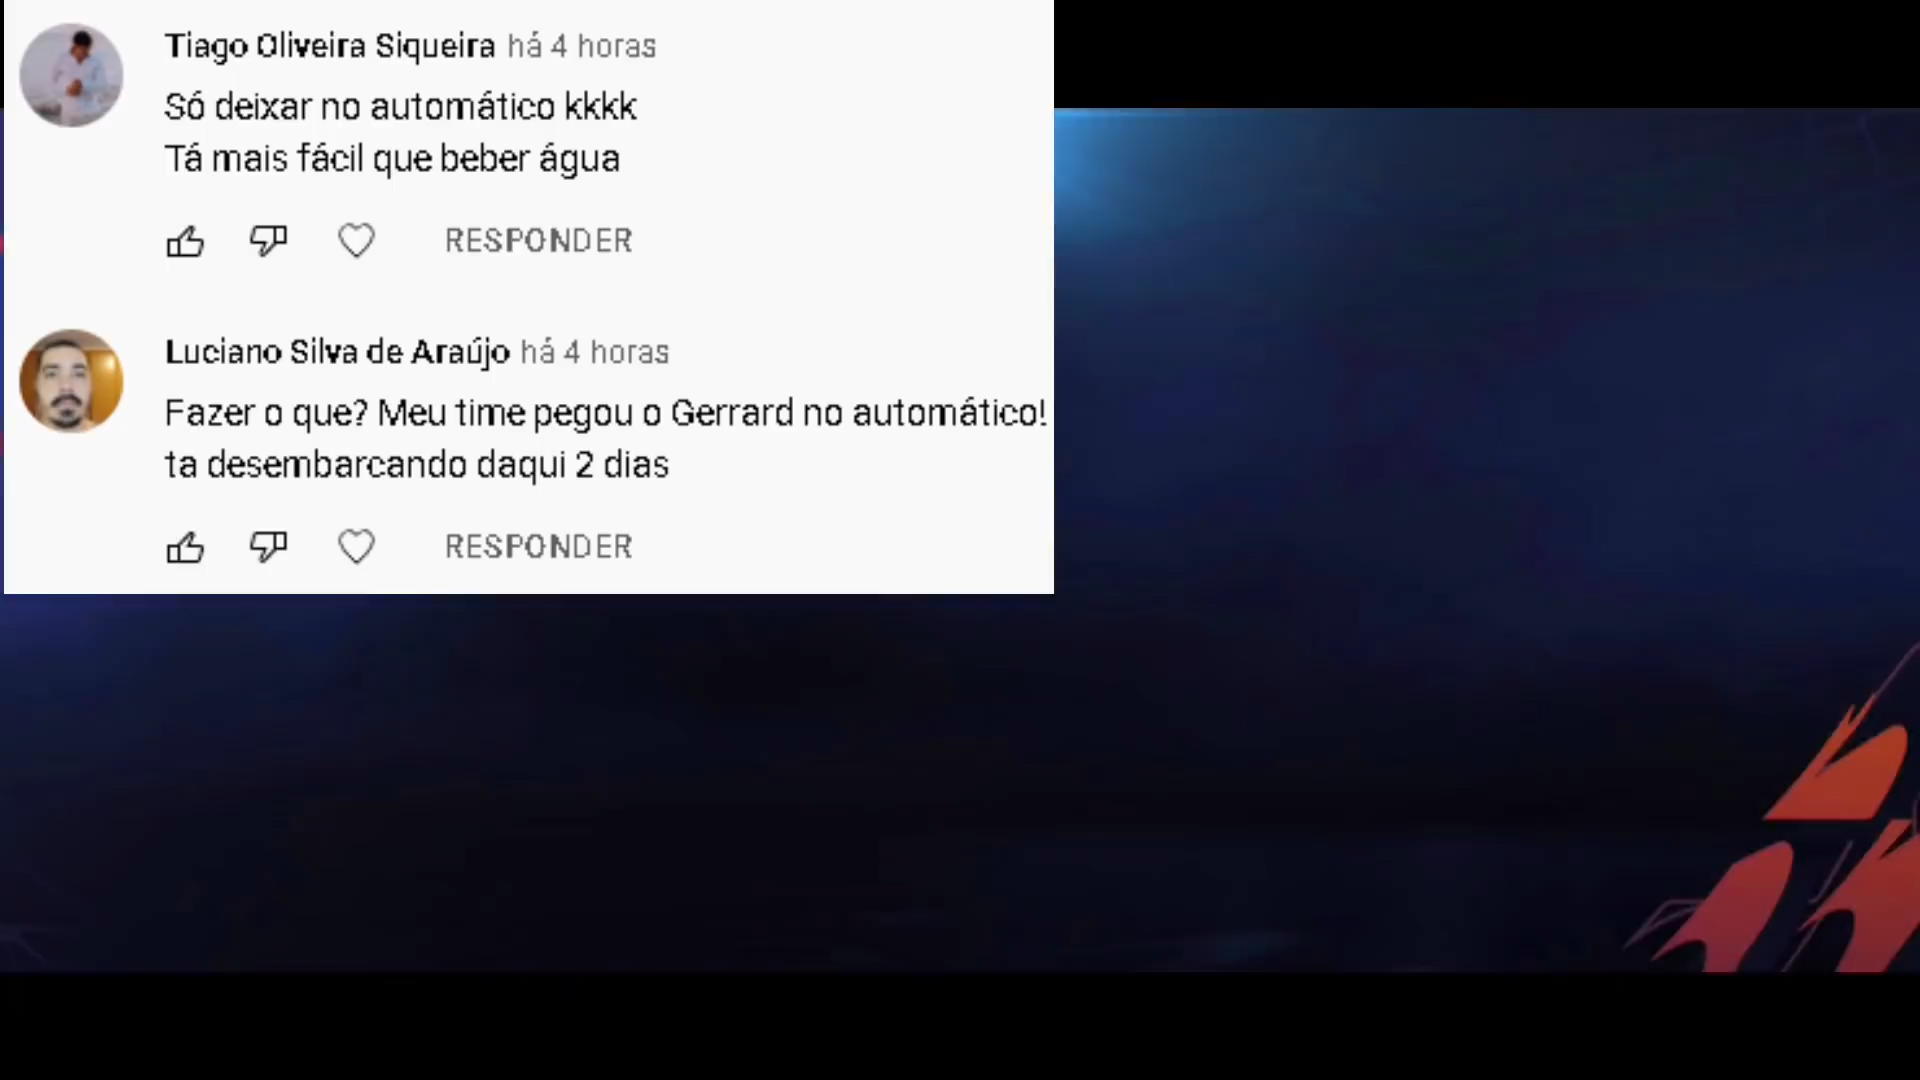 Tiago Oliveira Siqueira há 4 horas
Só deixar no automático kkkk
Tá mais fácil que beber água
RESPONDER
Luciano Silva de Araújo há 4 horas
Fazer o que? Meu time pegou o Gerrard no automático!
ta desembarcando daqui 2 dias
RESPONDER